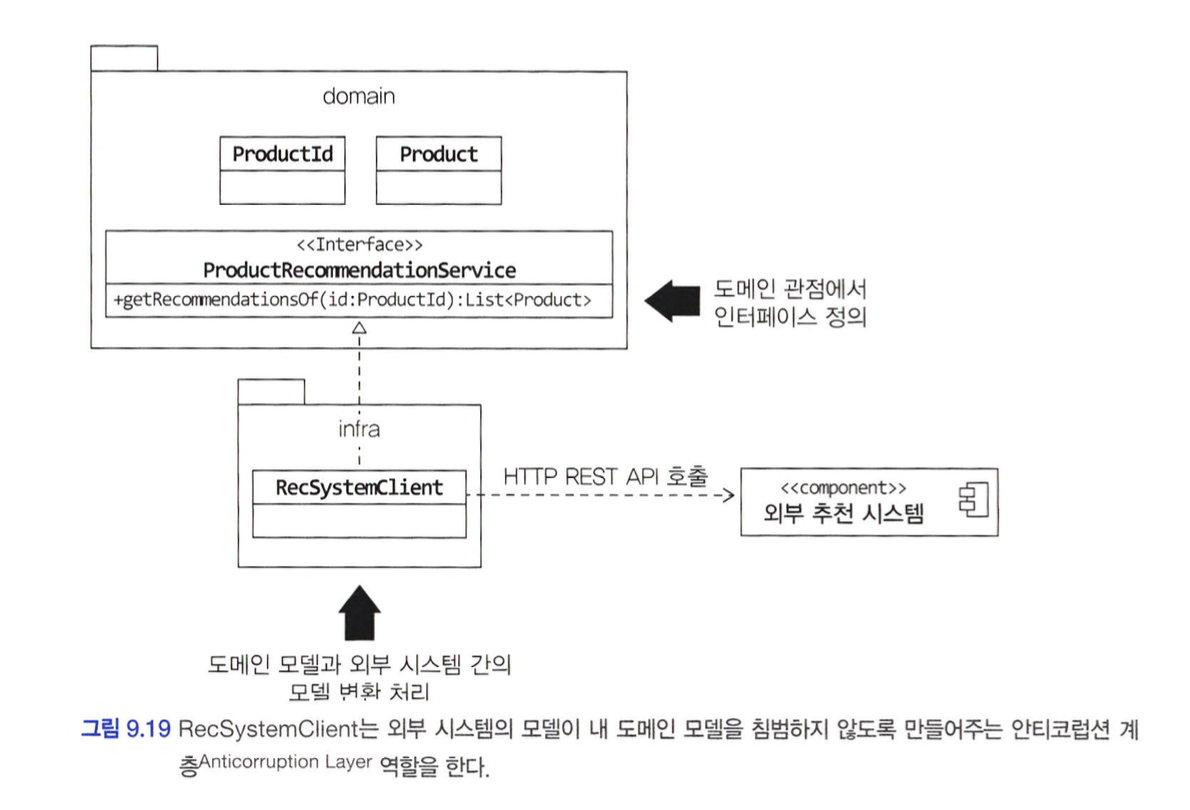 domain
ProductId
Product
<<Interface>>
ProductRecommendationService
+getRecommendationsOf(id:ProductId):List<Product>
도메인 관점에서
인터페이스 정의
infra
RecSystemClient
HTTP REST API 호출
<<component>>
외부 추천 시스템
도메인 모델과 외부 시스템 간의
모델 변환 처리
그림 9.19 RecSystemClient는 외부 시스템의 모델이 내 도메인 모델을 침범하지 않도록 만들어주는 안티코럽션 계
층Anticorruption Layer 역할을 한다.